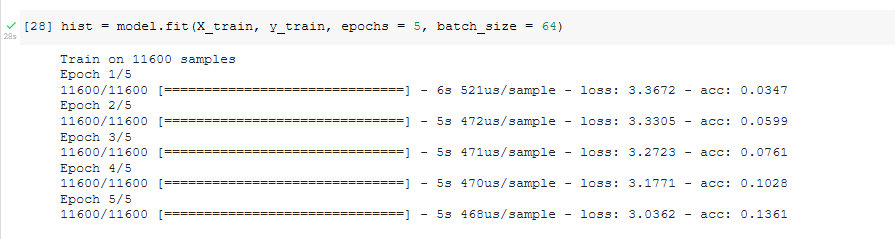 [28] hist = model.fit(X_train, y_train, epochs = 5, batch_size = 64)
28s
Train on 11600 samples
Epoch 1/5
11600/11600 [==============================] - 6s 521us/sample - loss: 3.3672 - acc: 0.0347
Epoch 2/5
11600/11600 [==============================] - 5s 472us/sample - loss: 3.3305 - acc: 0.0599
Epoch 3/5
11600/11600 [==============================] - 5s 471us/sample - loss: 3.2723 - acc: 0.0761
Epoch 4/5
11600/11600 [==============================] - 5s 470us/sample - loss: 3.1771 - acc: 0.1028
Epoch 5/5
11600/11600 [==============================] - 5s 468us/sample - loss: 3.0362 - acc: 0.1361